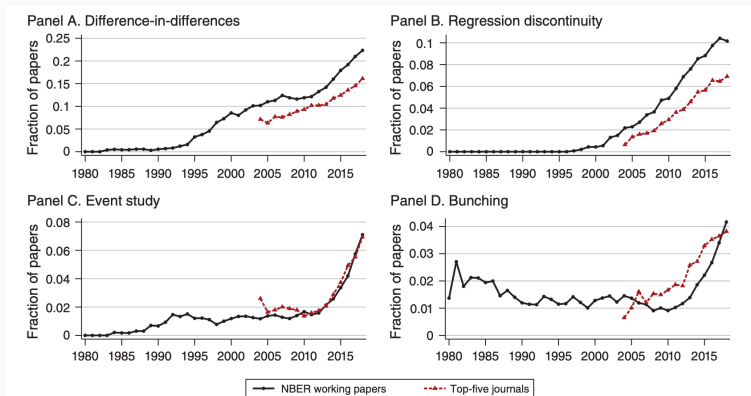 Panel A. Difference-in-differences
Fraction of papers
0.25
0.2
0.15
0.1
0.05
0
1980 1985 1990 1995 2000 2005 2010 2015
Panel B. Regression discontinuity
Fraction of papers
0.1
0.08
0.06
0.04
0.02
0
1980 1985 1990 1995 2000 2005 2010 2015
Panel C. Event study
Fraction of papers
0.08
0.06
0.04
0.02
0
1980 1985 1990 1995 2000 2005 2010 2015
Panel D. Bunching
Fraction of papers
0.04
0.03
0.02
0.01
0
1980 1985 1990 1995 2000 2005 2010 2015
NBER working papers
Top-five journals